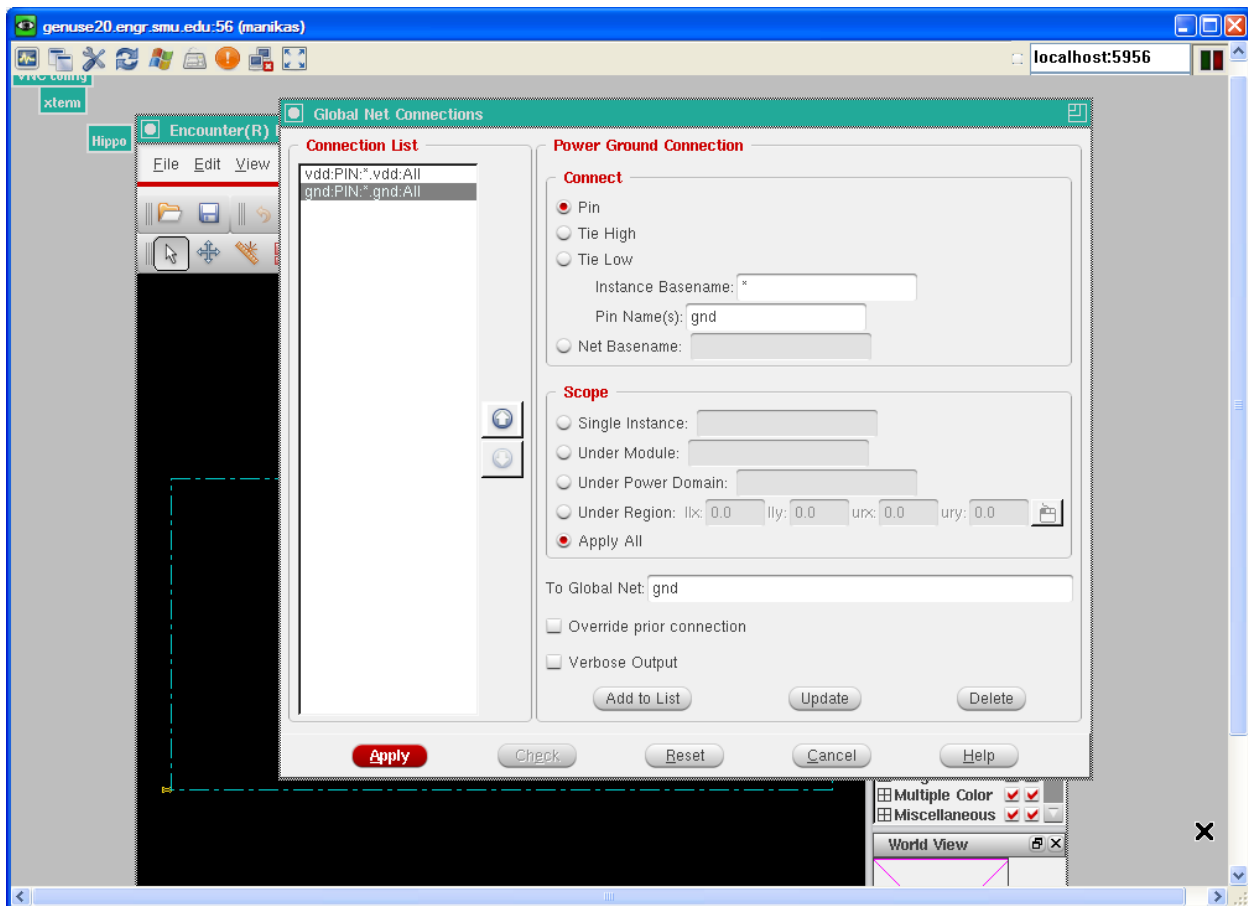 genuse20.engr.smu.edu:56 (manikas)
localhost:5956
VNC config
xterm
Hippo
Encounter(R)
File Edit View
Global Net Connections
Connection List
vdd:PIN:*.vdd:All
gnd:PIN:*.gnd:All
Power Ground Connection
Connect
Pin
Tie High
Tie Low
Instance Basename: *
Pin Name(s): gnd
Net Basename:
Scope
Single Instance:
Under Module:
Under Power Domain:
Under Region: llx: 0.0 lly: 0.0 urx: 0.0 ury: 0.0
Apply All
To Global Net: gnd
Override prior connection
Verbose Output
Add to List Update Delete
Apply Check Reset Cancel Help
Multiple Color
Miscellaneous
World View